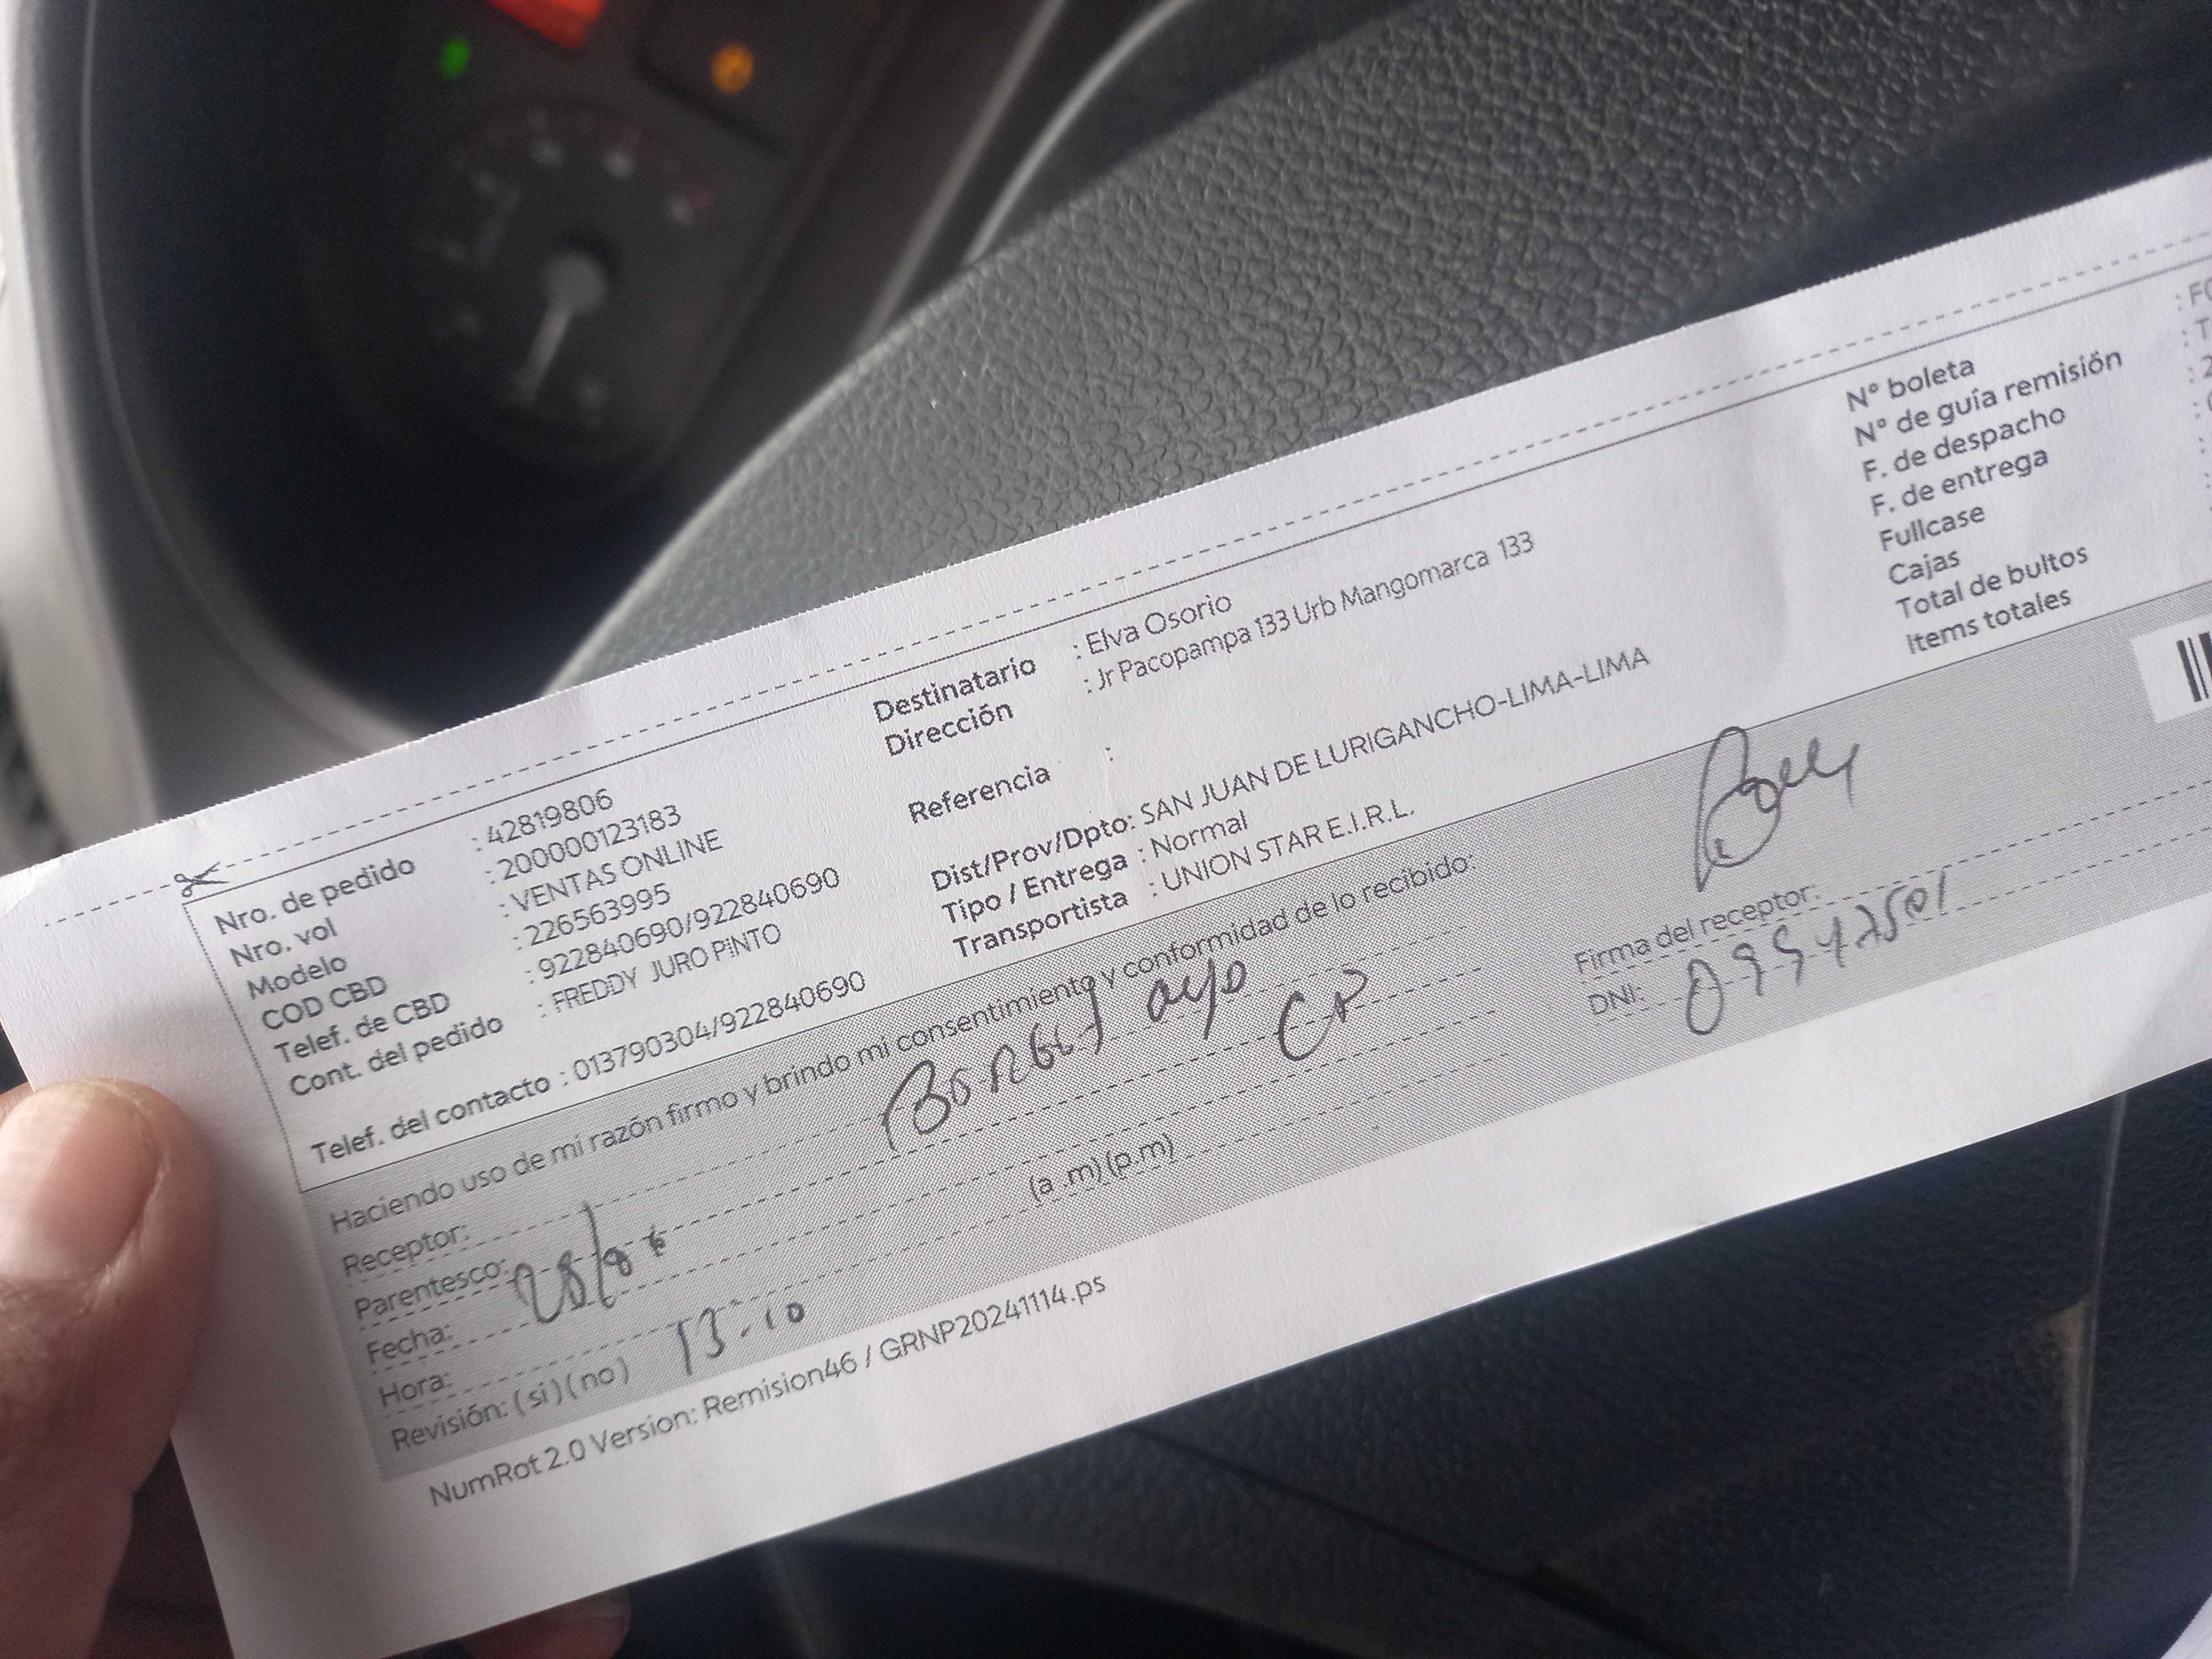 Nro. de pedido : 42819806
Nro. vol : 200000123183
Modelo : VENTAS ONLINE
COD CBD : 226563995
Telef. de CBD : 922840690/922840690
Cont. del pedido : FREDDY JURO PINTO
Telef. del contacto : 013790304/922840690
Destinatario : Elva Osorio
Dirección : Jr Pacopampa 133 Urb Mangomarca 133
Referencia :
Dist/Prov/Dpto: SAN JUAN DE LURIGANCHO-LIMA-LIMA
Tipo / Entrega : Normal
Transportista : UNION STAR E.I.R.L.
N° boleta
N° de guía remisión
F. de despacho
F. de entrega
Fullcase
Cajas
Total de bultos
Items totales
Haciendo uso de mi razón firmo y brindo mi consentimiento y conformidad de lo recibido:
Receptor:
Parentesco:
Fecha:
Hora: 13:10
(a .m) (p.m)
Revisión: ( si ) ( no )
Firma del receptor:
DNI:
NumRot 2.0 Version: Remision46 / GRNP20241114.ps